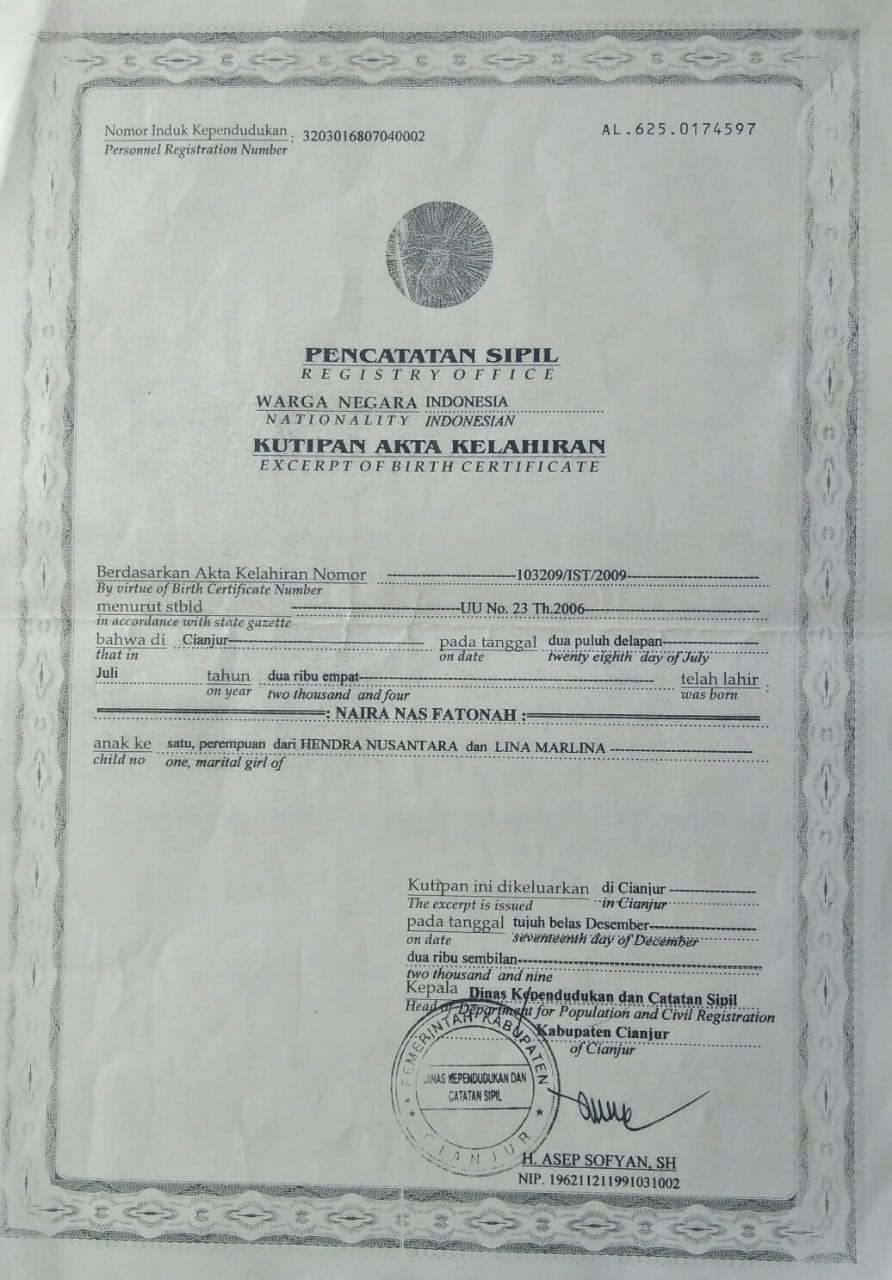 Nomor Induk Kependudukan : 3203016807040002
Personnel Registration Number
AL.625.0174597
PENCATATAN SIPIL
REGISTRY OFFICE
WARGA NEGARA INDONESIA
NATIONALITY INDONESIAN
KUTIPAN AKTA KELAHIRAN
EXCERPT OF BIRTH CERTIFICATE
Berdasarkan Akta Kelahiran Nomor 103209/IST/2009
By virtue of Birth Certificate Number
menurut stbld UU No. 23 Th.2006
in accordance with state gazette
bahwa di Cianjur pada tanggal dua puluh delapan
that in on date twenty eighth day of July
Juli tahun dua ribu empat telah lahir :
on year two thousand and four was born
: NAIRA NAS FATONAH :
anak ke satu, perempuan dari HENDRA NUSANTARA dan LINA MARLINA
child no one, marital girl of
Kutipan ini dikeluarkan di Cianjur
The excerpt is issued in Cianjur
pada tanggal tujuh belas Desember
on date seventeenth day of December
dua ribu sembilan
two thousand and nine
Kepala Dinas Kependudukan dan Catatan Sipil
Head of Department for Population and Civil Registration
Kabupaten Cianjur
of Cianjur
PEMERINTAH KABUPATEN
DINAS KEPENDUDUKAN DAN
CATATAN SIPIL
CIANJUR
H. ASEP SOFYAN, SH
NIP. 196211211991031002